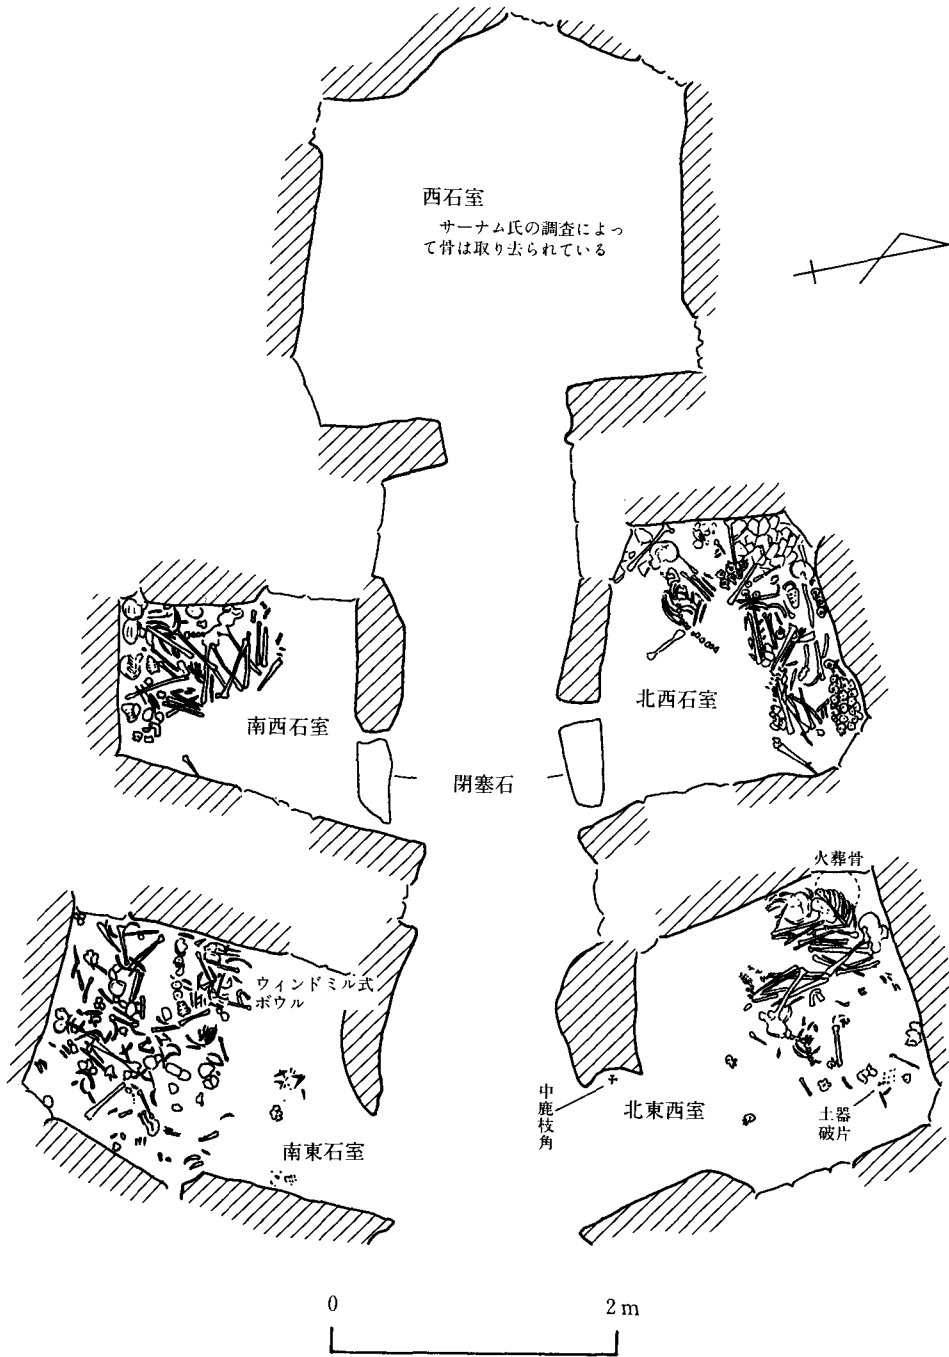 西石室
サーナム氏の調査によっ
て骨は取り去られている
北西石室
南西石室
閉塞石
火葬骨
ウィンドミル式
ボウル
中鹿枝角
北東西室
土器
破片
南東石室
0
2m